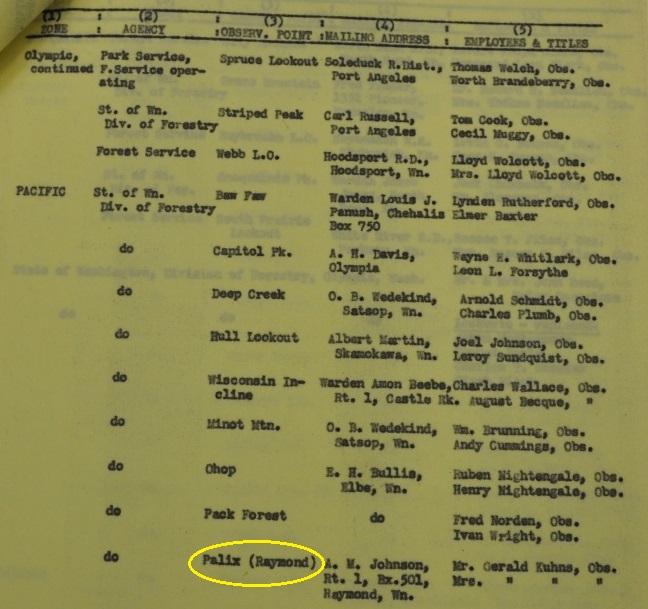 (1) : (2) : (3) : (4) : (5)
ZONE : AGENCY : OBSERV. POINT : MAILING ADDRESS : EMPLOYEES & TITLES
Olympic, Park Service, Spruce Lookout Soleduck R.Dist., Thomas Welch, Obs.
continued F.Service oper- Port Angeles Worth Brandeberry, Obs.
ating
St. of Wn. Striped Peak Carl Russell, Tom Cook, Obs.
Div. of Forestry Port Angeles Cecil Muggy, Obs.
Forest Service Webb L.O. Hoodsport R.D., Lloyd Wolcott, Obs.
Hoodsport, Wn. Mrs. Lloyd Wolcott, Obs.
PACIFIC St. of Wn. Baw Faw Warden Louis J. Lynden Rutherford, Obs.
Div. of Forestry Panush, Chehalis Elmer Baxter
Box 750
do Capitol Pk. A. H. Davis, Wayne E. Whitlark, Obs.
Olympia Leon L. Forsythe
do Deep Creek O. B. Wedekind, Arnold Schmidt, Obs.
Satsop, Wn. Charles Plumb, Obs.
do Hull Lookout Albert Martin, Joel Johnson, Obs.
Skamokawa, Wn. Leroy Sundquist, Obs.
do Wisconsin In- Warden Amon Beebe, Charles Wallace, Obs.
cline Rt. 1, Castle Rk. August Becque, "
do Minot Mtn. O. B. Wedekind, Wm. Brunning, Obs.
Satsop, Wn. Andy Cummings, Obs.
do Ohop E. H. Bullis, Ruben Nightengale, Obs.
Elbe, Wn. Henry Nightengale, Obs.
do Pack Forest do Fred Norden, Obs.
Ivan Wright, Obs.
do Palix (Raymond) A. M. Johnson, Mr. Gerald Kuhns, Obs.
Rt. 1, Bx.501, Mrs. " " "
Raymond, Wn.